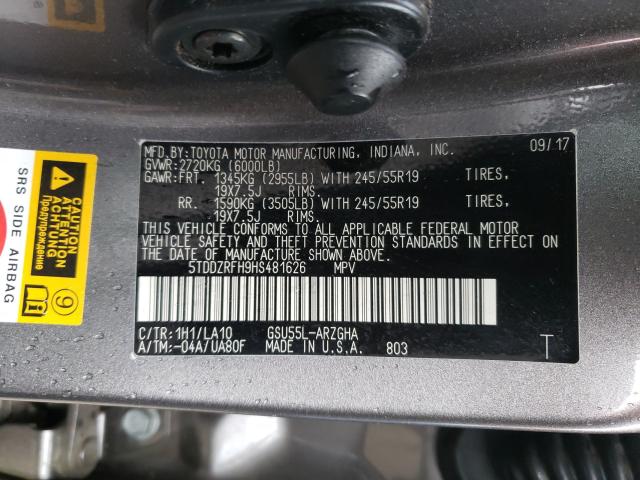 MFD.BY:TOYOTA MOTOR MANUFACTURING, INDIANA, INC. 09/17
GVWR:2720KG (6000LB)
GAWR:FRT. 1345KG (2955LB) WITH 245/55R19 TIRES,
19X7.5J RIMS.
RR. 1590KG (3505LB) WITH 245/55R19 TIRES,
19X7.5J RIMS.
THIS VEHICLE CONFORMS TO ALL APPLICABLE FEDERAL MOTOR
VEHICLE SAFETY AND THEFT PREVENTION STANDARDS IN EFFECT ON
THE DATE OF MANUFACTURE SHOWN ABOVE.
5TDDZRFH9HS481626 MPV
C/TR:1H1/LA10 GSU55L-ARZGHA
A/TM:-04A/UA80F MADE IN U.S.A. 803 T
SRS SIDE AIRBAG
CAUTION
ACHTUNG
ATTENTION
Предупреждение
9